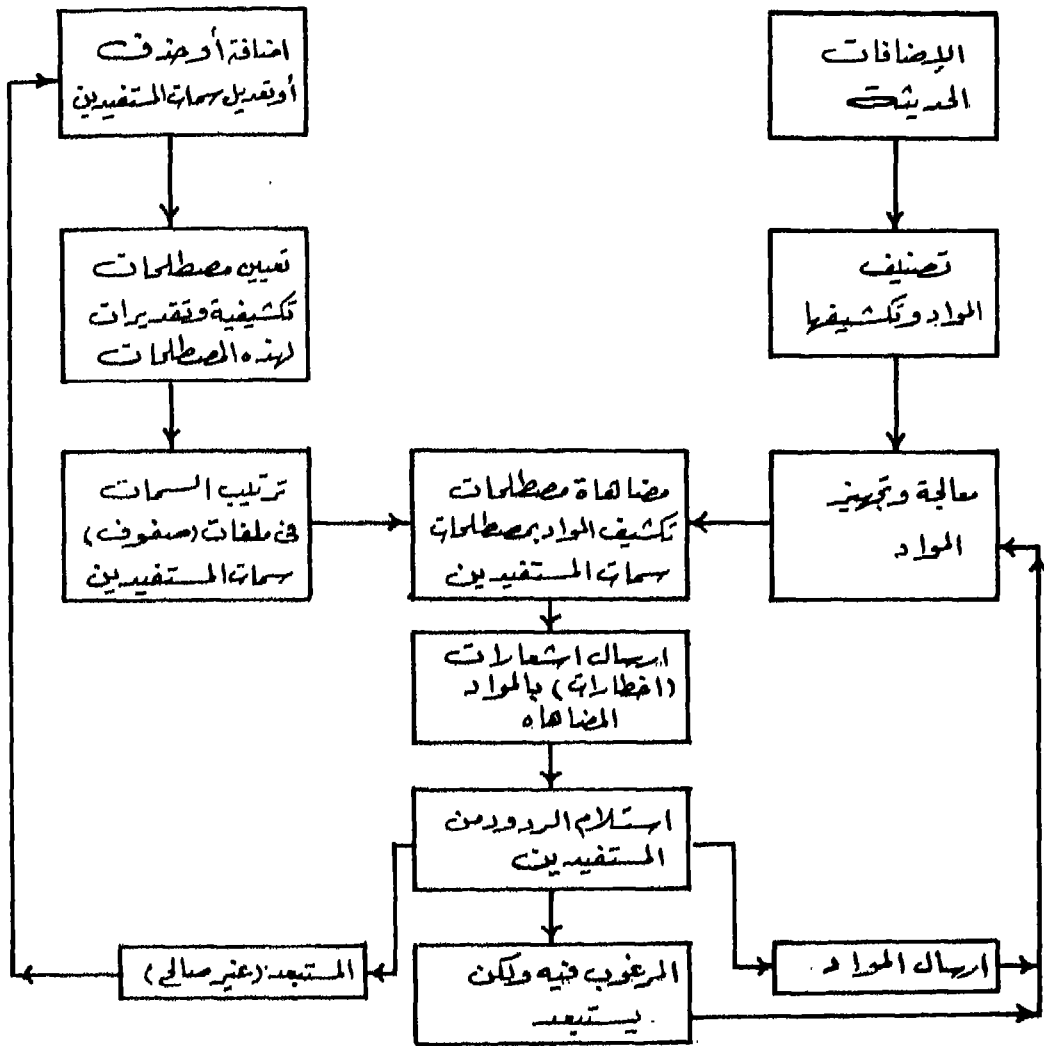 الإضافات
الحديثة
اضافة أو حذف
أو تعديل سمات المستفيدين
تصنيف
المواد وتكشيفها
تعيين مصطلحات
تكشيفية وتقديرات
لهذه المصطلحات
معالجة وتجهيز
المواد
مضاهاة مصطلحات
تكشيف المواد بمصطلحات
سمات المستفيدين
ترتيب السمات
فى ملفات (صفوف)
سمات المستفيدين
ارسال اشعارات
(اخطارات) بالمواد
المضاهاه
استلام الردود من
المستفيدين
ارسال المواد
المرغوب فيه ولكن
يستبعد
المستبعد (غير صالح)